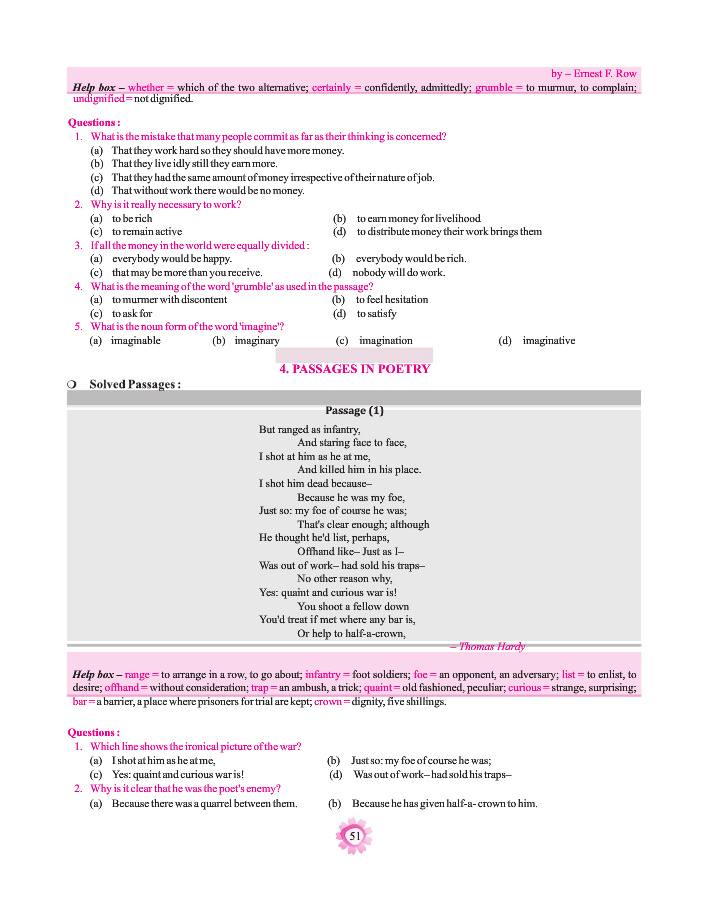 by – Ernest F. Row
Help box – whether = which of the two alternative; certainly = confidently, admittedly; grumble = to murmur, to complain;
undignified = not dignified.
Questions :
1. What is the mistake that many people commit as far as their thinking is concerned?
(a) That they work hard so they should have more money.
(b) That they live idly still they earn more.
(c) That they had the same amount of money irrespective of their nature of job.
(d) That without work there would be no money.
2. Why is it really necessary to work?
(a) to be rich (b) to earn money for livelihood
(c) to remain active (d) to distribute money their work brings them
3. If all the money in the world were equally divided :
(a) everybody would be happy. (b) everybody would be rich.
(c) that may be more than you receive. (d) nobody will do work.
4. What is the meaning of the word 'grumble' as used in the passage?
(a) to murmer with discontent (b) to feel hesitation
(c) to ask for (d) to satisfy
5. What is the noun form of the word 'imagine'?
(a) imaginable (b) imaginary (c) imagination (d) imaginative
4. PASSAGES IN POETRY
❍ Solved Passages :
Passage (1)
But ranged as infantry,
And staring face to face,
I shot at him as he at me,
And killed him in his place.
I shot him dead because–
Because he was my foe,
Just so: my foe of course he was;
That's clear enough; although
He thought he'd list, perhaps,
Offhand like– Just as I–
Was out of work– had sold his traps–
No other reason why,
Yes: quaint and curious war is!
You shoot a fellow down
You'd treat if met where any bar is,
Or help to half-a-crown,
– Thomas Hardy
Help box – range = to arrange in a row, to go about; infantry = foot soldiers; foe = an opponent, an adversary; list = to enlist, to
desire; offhand = without consideration; trap = an ambush, a trick; quaint = old fashioned, peculiar; curious = strange, surprising;
bar = a barrier, a place where prisoners for trial are kept; crown = dignity, five shillings.
Questions :
1. Which line shows the ironical picture of the war?
(a) I shot at him as he at me, (b) Just so: my foe of course he was;
(c) Yes: quaint and curious war is! (d) Was out of work– had sold his traps–
2. Why is it clear that he was the poet's enemy?
(a) Because there was a quarrel between them. (b) Because he has given half-a- crown to him.
51